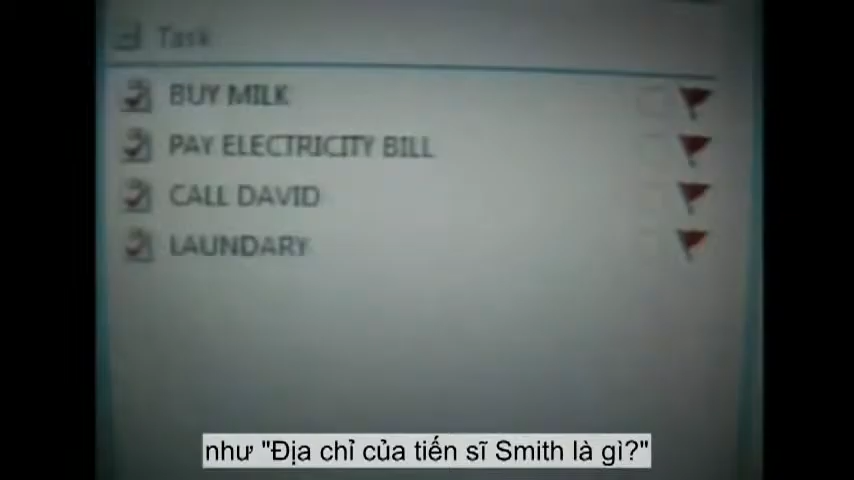 Task
BUY MILK
PAY ELECTRICITY BILL
CALL DAVID
LAUNDARY
như "Địa chỉ của tiến sĩ Smith là gì?"